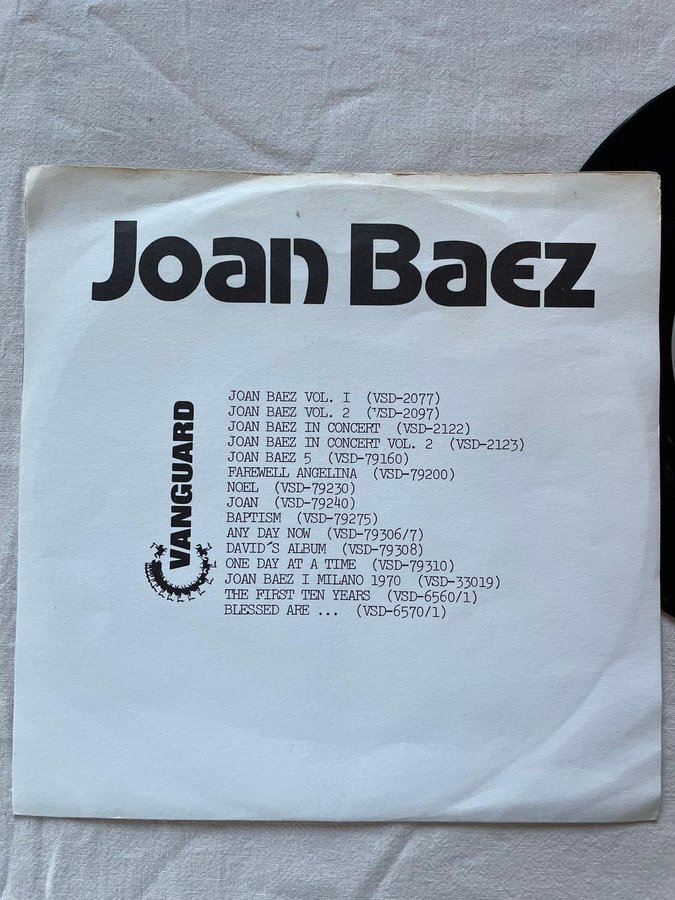 Joan Baez
VANGUARD
JOAN BAEZ VOL. I (VSD-2077)
JOAN BAEZ VOL. 2 (VSD-2097)
JOAN BAEZ IN CONCERT (VSD-2122)
JOAN BAEZ IN CONCERT VOL. 2 (VSD-2123)
JOAN BAEZ 5 (VSD-79160)
FAREWELL ANGELINA (VSD-79200)
NOEL (VSD-79230)
JOAN (VSD-79240)
BAPTISM (VSD-79275)
ANY DAY NOW (VSD-79306/7)
DAVID´S ALBUM (VSD-79308)
ONE DAY AT A TIME (VSD-79310)
JOAN BAEZ I MILANO 1970 (VSD-33019)
THE FIRST TEN YEARS (VSD-6560/1)
BLESSED ARE ... (VSD-6570/1)